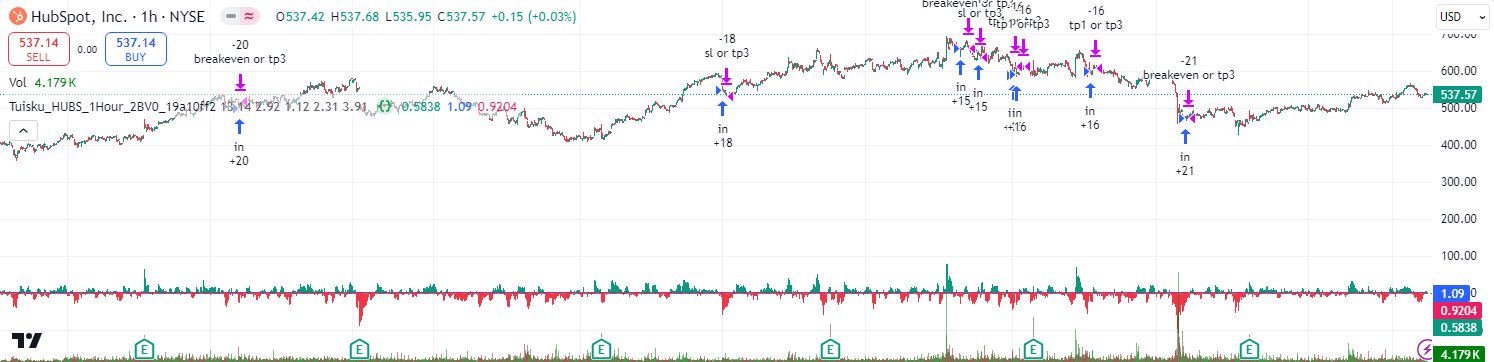 HubSpot, Inc. · 1h · NYSE
O537.42 H537.68 L535.95 C537.57 +0.15 (+0.03%)
USD
537.14
SELL
0.00
537.14
BUY
Vol 4.179 K
Tuisku_HUBS_1Hour_2BV0_19a10ff2 13 14 2.92 1.12 2.31 3.91
0.5838 1.09 0.9204
-20
breakeven or tp3
in
+20
-18
sl or tp3
in
+18
breakeven or tp3
sl or tp3
in
+15
in
+15
-16
tp1 or tp3
in
+16
-16
tp1 or tp3
in
+16
-21
breakeven or tp3
in
+21
700.00
600.00
537.57
500.00
400.00
300.00
200.00
100.00
1.09
0.9204
0.5838
4.179 K
E
E
E
E
E
E